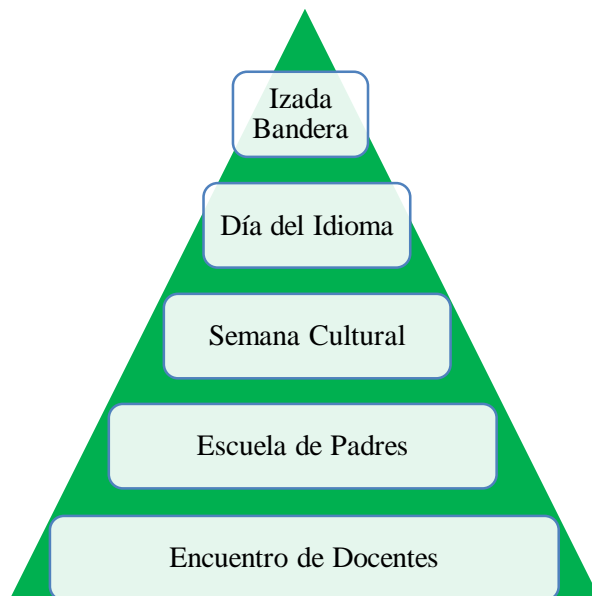 Izada
Bandera
Día del Idioma
Semana Cultural
Escuela de Padres
Encuentro de Docentes